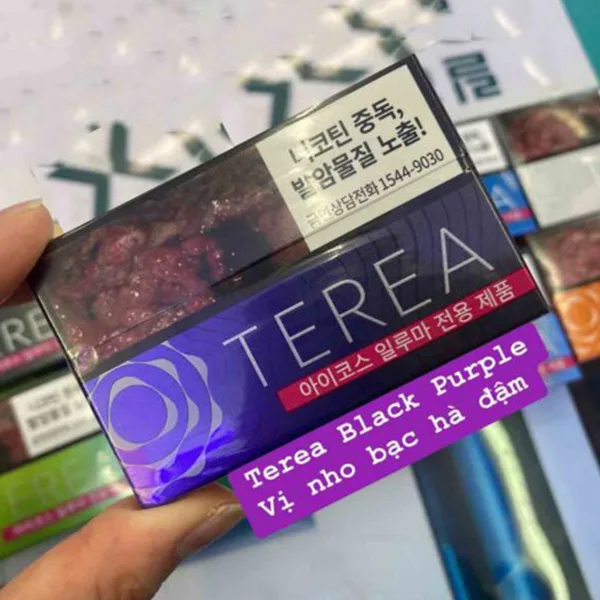 니코틴 중독,
발암물질 노출!
금연상담전화 1544-9030
TEREA
아이코스 일루마 전용 제품
Terea Black Purple
Vị nho bạc hà đậm